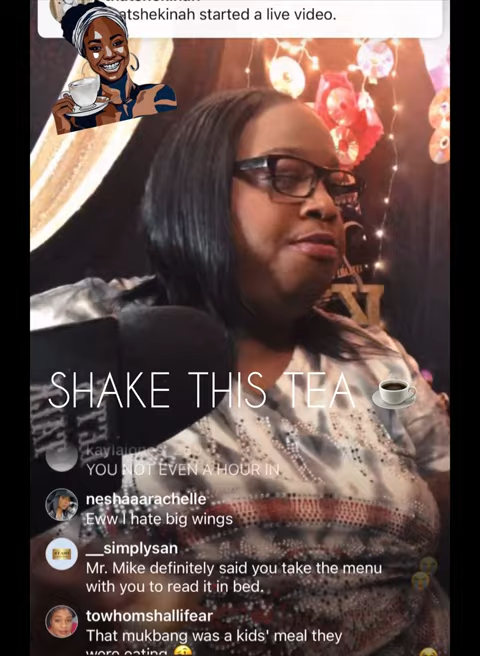 atshekinah started a live video.
SHAKE THIS TEA
YOU NOT EVEN A HOUR IN
neshaaarachelle
Eww I hate big wings
__simplysan
Mr. Mike definitely said you take the menu
with you to read it in bed.
towhomshallifear
That mukbang was a kids' meal they
were eating